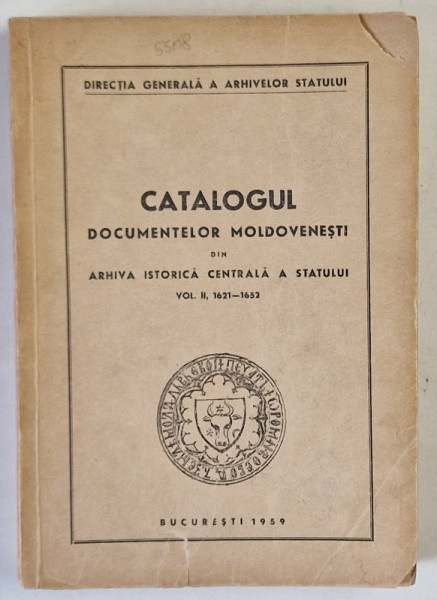 5508
DIRECȚIA GENERALĂ A ARHIVELOR STATULUI
CATALOGUL
DOCUMENTELOR MOLDOVENEȘTI
DIN
ARHIVA ISTORICĂ CENTRALĂ A STATULUI
VOL. II, 1621—1652
BUCUREȘTI 1959